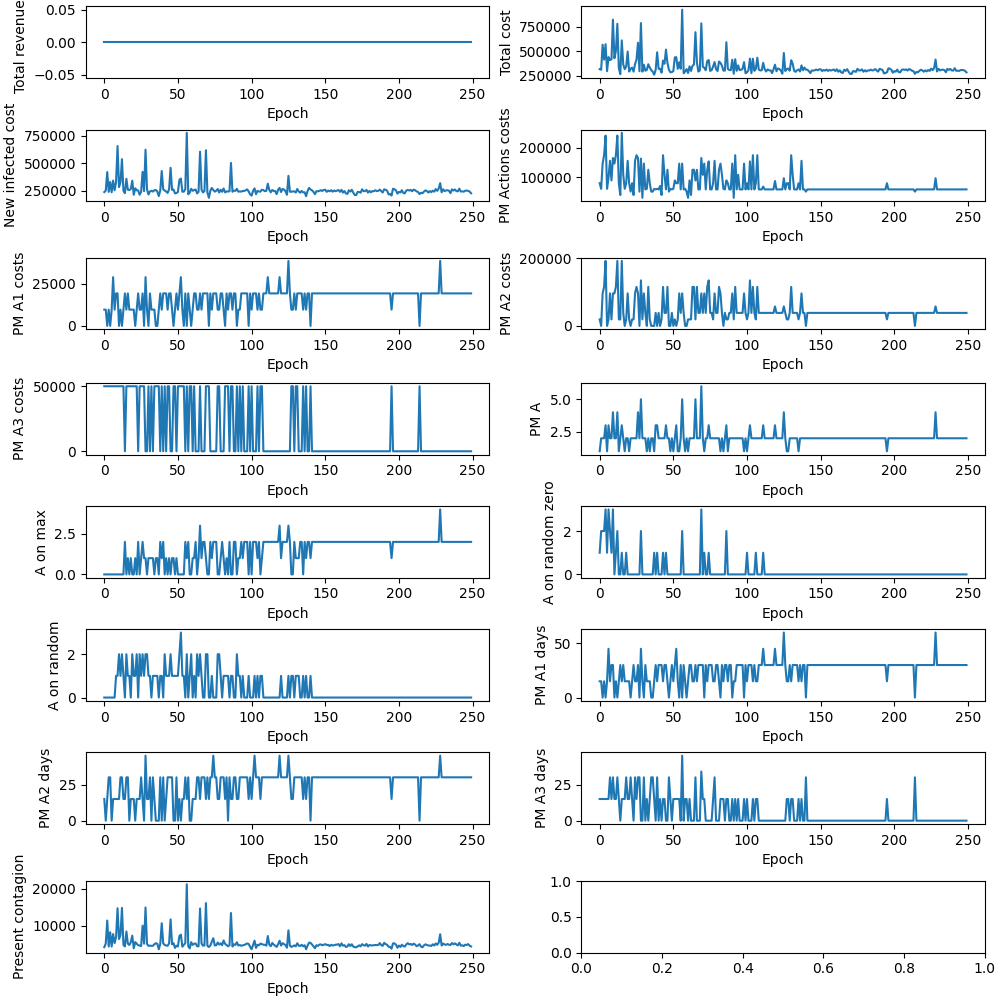 Total revenue
0.05
0.00
−0.05
0 50 100 150 200 250
Epoch
Total cost
750000
500000
250000
0 50 100 150 200 250
Epoch
New infected cost
750000
500000
250000
0 50 100 150 200 250
Epoch
PM Actions costs
200000
100000
0 50 100 150 200 250
Epoch
PM A1 costs
25000
0
0 50 100 150 200 250
Epoch
PM A2 costs
200000
0
0 50 100 150 200 250
Epoch
PM A3 costs
50000
0
0 50 100 150 200 250
Epoch
PM A
5.0
2.5
0 50 100 150 200 250
Epoch
A on max
2.5
0.0
0 50 100 150 200 250
Epoch
A on random zero
2
0
0 50 100 150 200 250
Epoch
A on random
2
0
0 50 100 150 200 250
Epoch
PM A1 days
50
0
0 50 100 150 200 250
Epoch
PM A2 days
25
0
0 50 100 150 200 250
Epoch
PM A3 days
25
0
0 50 100 150 200 250
Epoch
Present contagion
20000
10000
0 50 100 150 200 250
Epoch
1.0
0.5
0.0
0.0 0.2 0.4 0.6 0.8 1.0